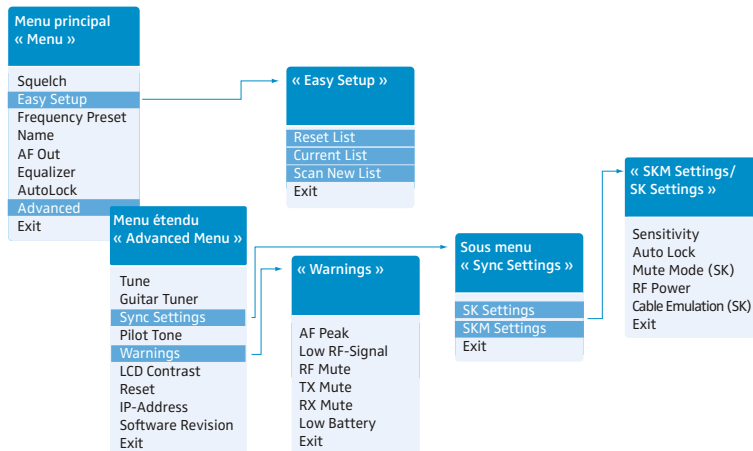 Menu principal
« Menu »
Squelch
Easy Setup
Frequency Preset
Name
AF Out
Equalizer
AutoLock
Advanced
Exit
« Easy Setup »
Reset List
Current List
Scan New List
Exit
Menu étendu
« Advanced Menu »
Tune
Guitar Tuner
Sync Settings
Pilot Tone
Warnings
LCD Contrast
Reset
IP-Address
Software Revision
Exit
« Warnings »
AF Peak
Low RF-Signal
RF Mute
TX Mute
RX Mute
Low Battery
Exit
Sous menu
« Sync Settings »
SK Settings
SKM Settings
Exit
« SKM Settings/
SK Settings »
Sensitivity
Auto Lock
Mute Mode (SK)
RF Power
Cable Emulation (SK)
Exit